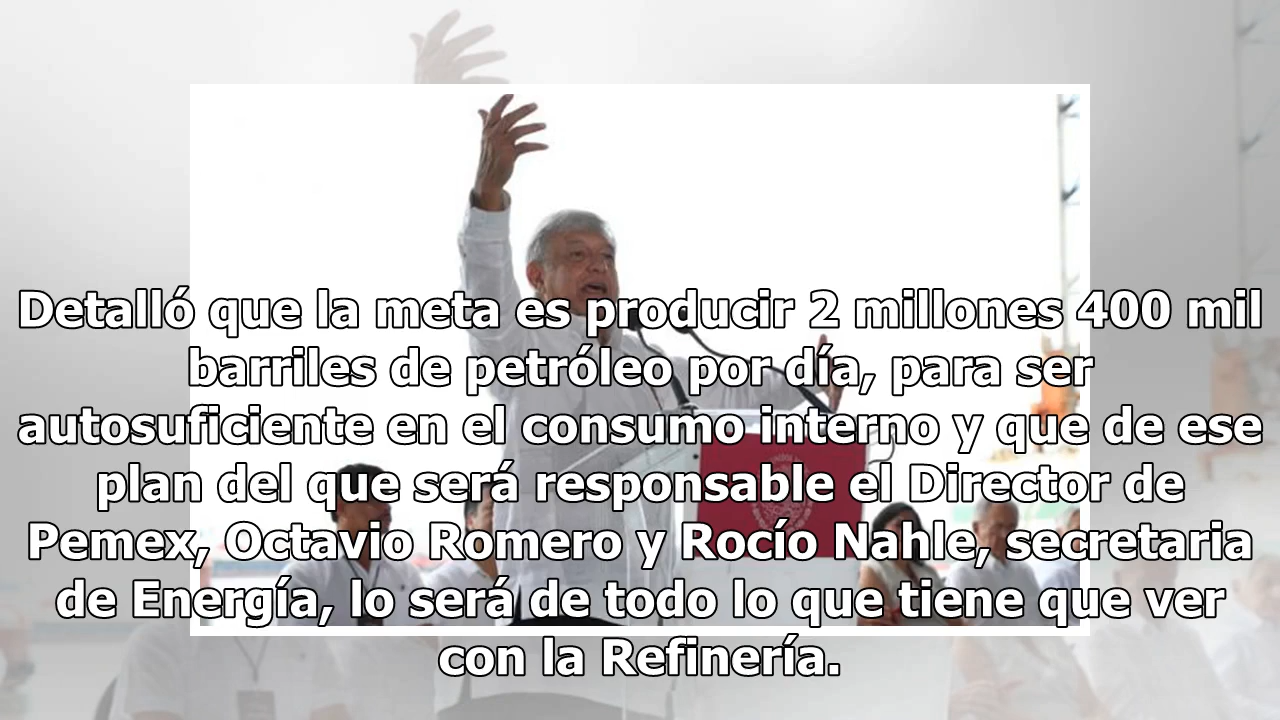 Detalló que la meta es producir 2 millones 400 mil
barriles de petróleo por día, para ser
autosuficiente en el consumo interno y que de ese
plan del que será responsable el Director de
Pemex, Octavio Romero y Rocío Nahle, secretaria
de Energía, lo será de todo lo que tiene que ver
con la Refinería.